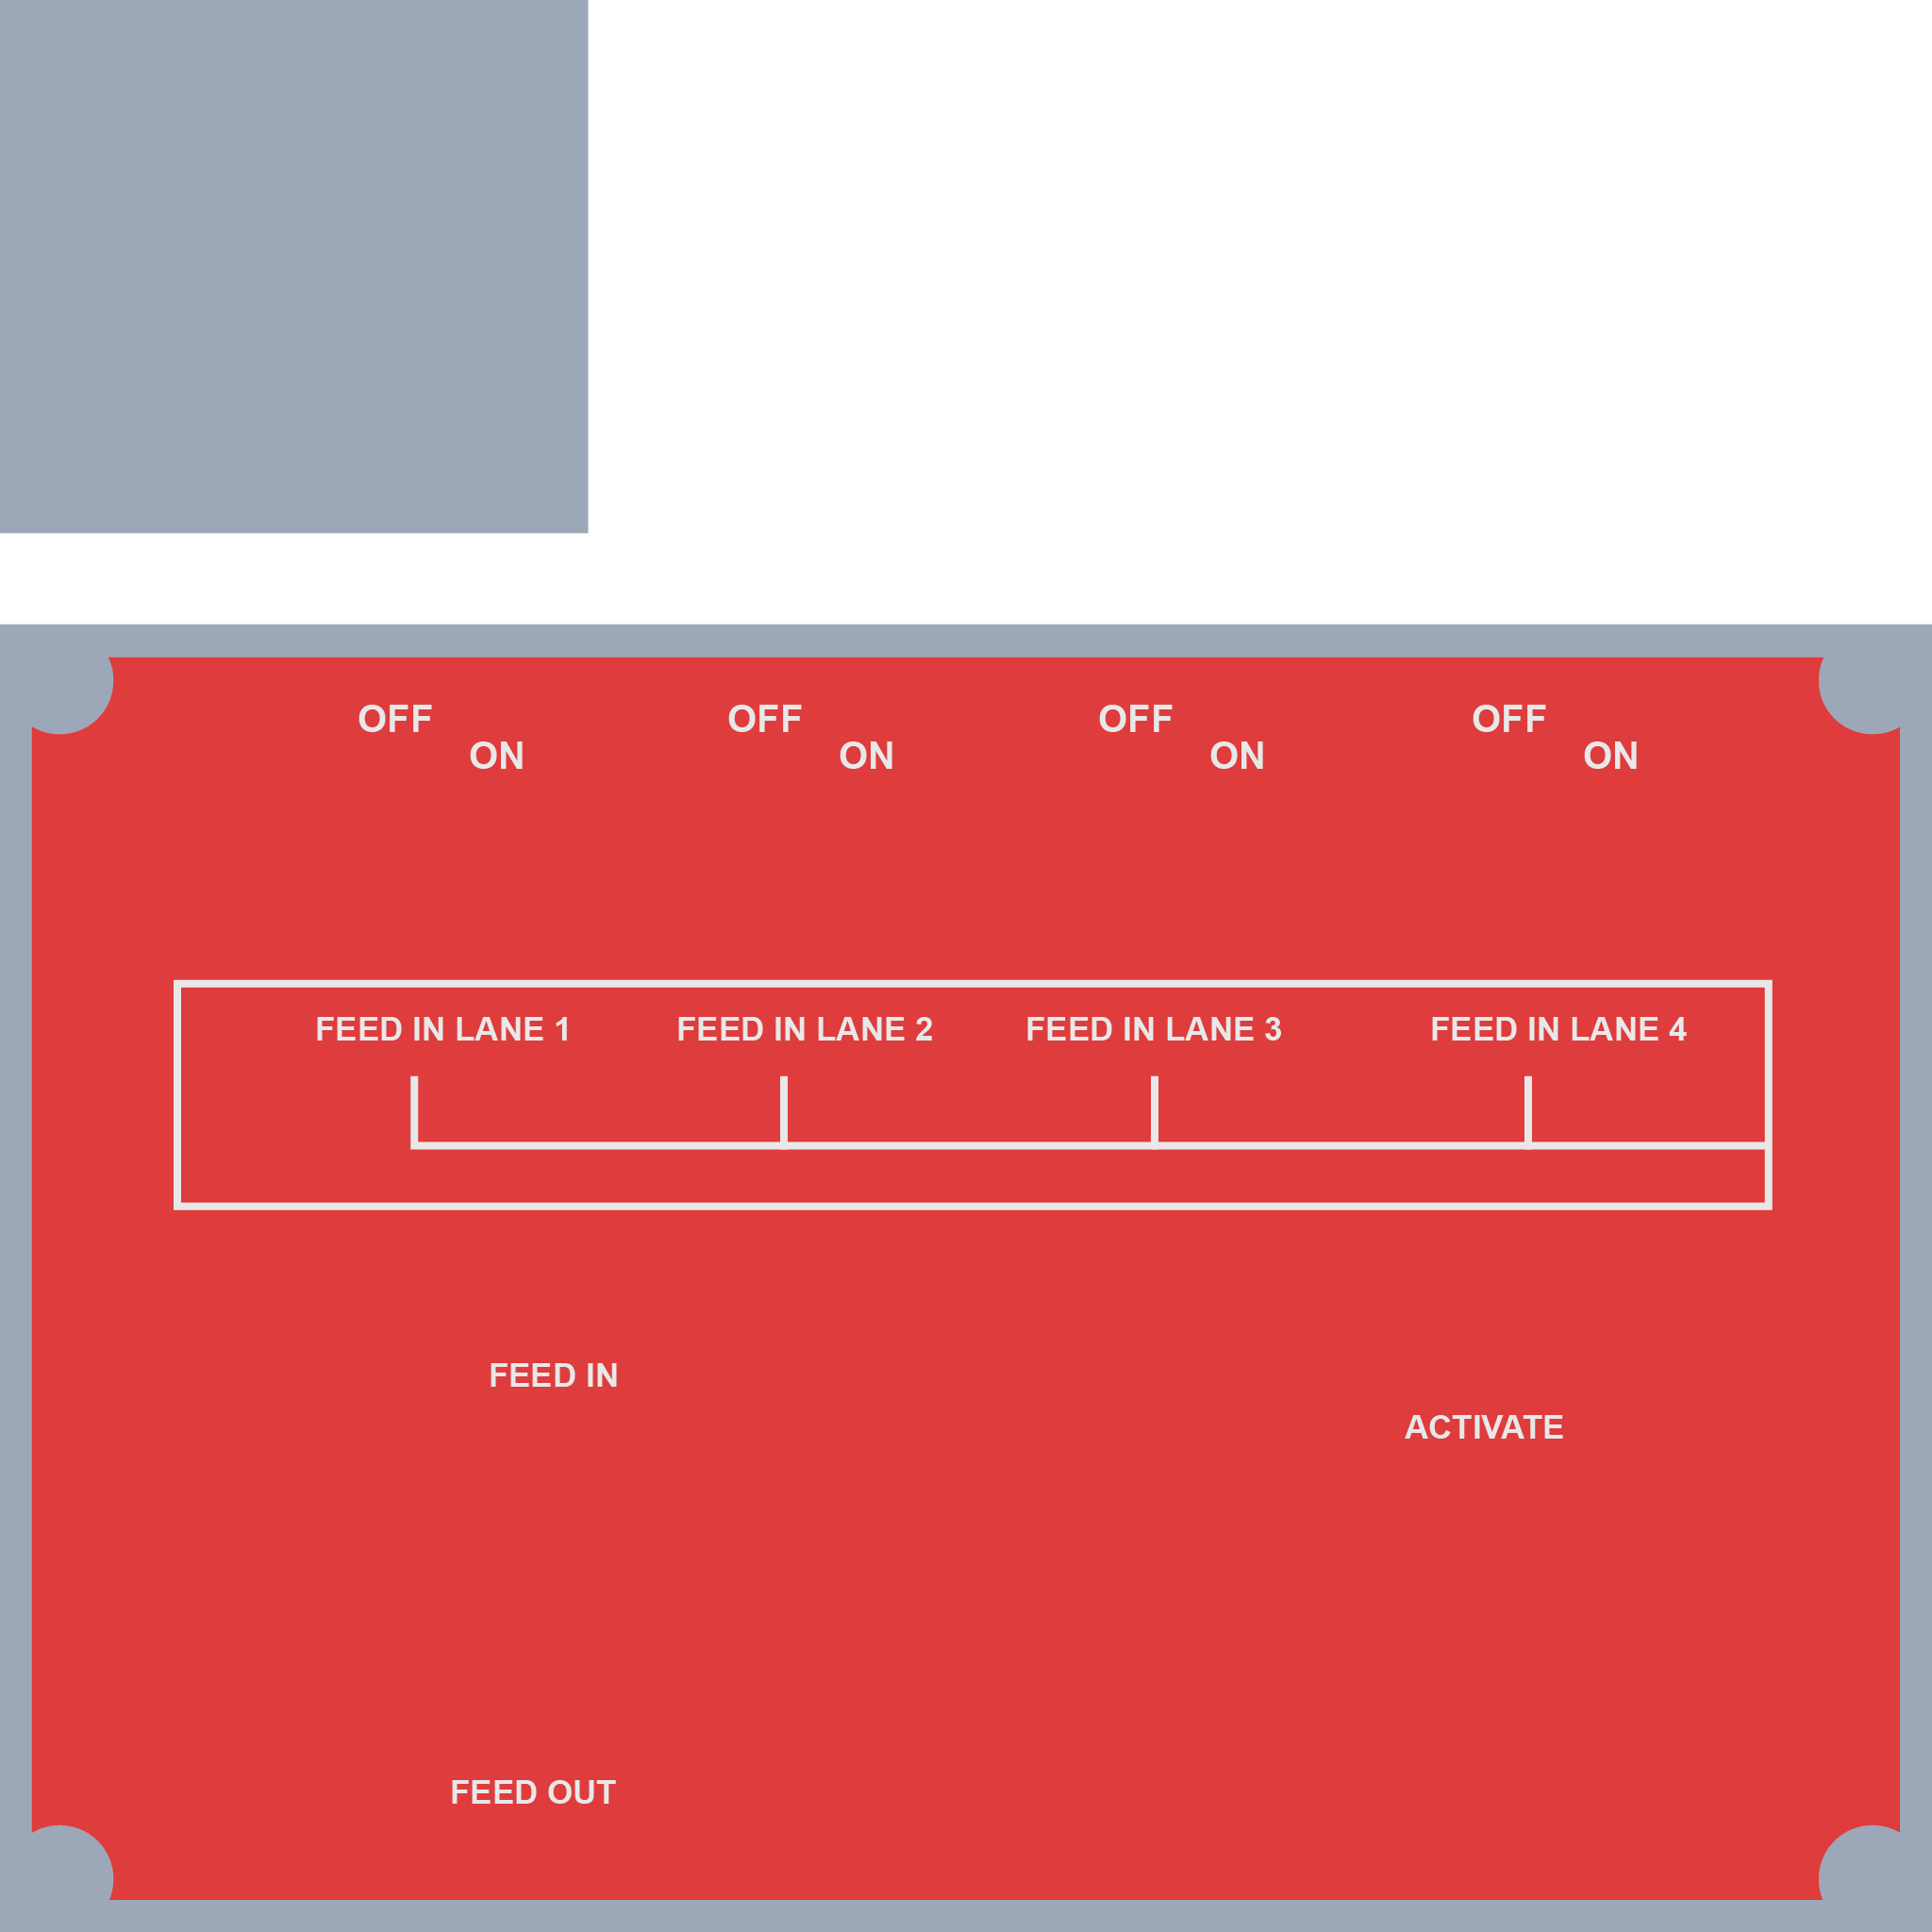 OFF OFF OFF OFF
ON ON ON ON
FEED IN LANE 1 FEED IN LANE 2 FEED IN LANE 3 FEED IN LANE 4
FEED IN
ACTIVATE
FEED OUT